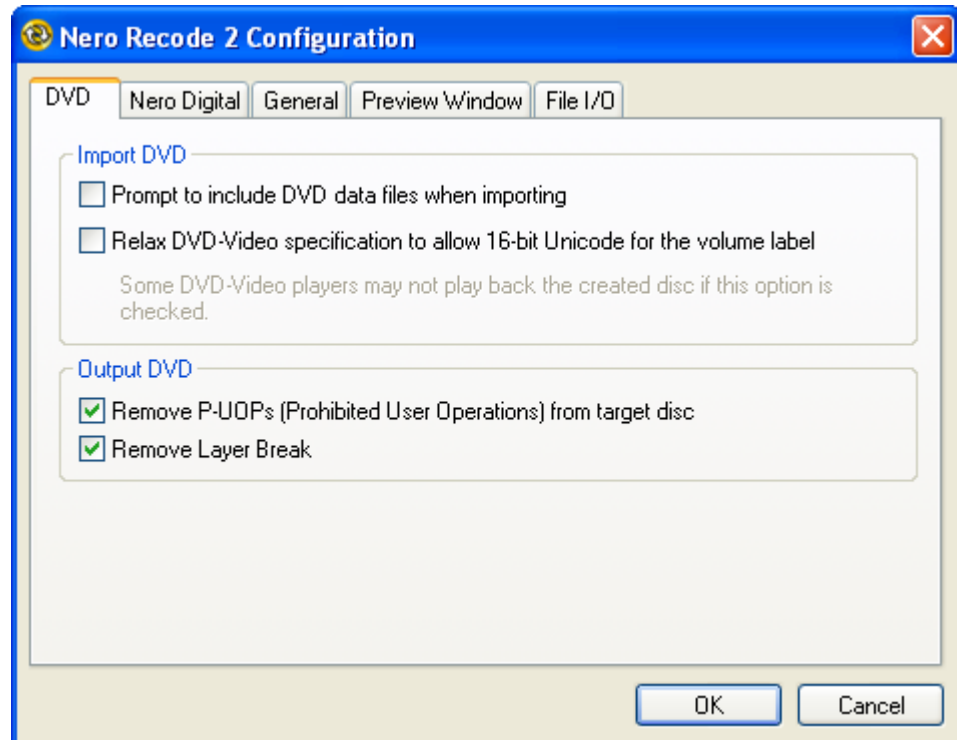 Nero Recode 2 Configuration
DVD
Nero Digital
General
Preview Window
File I/O
Import DVD
Prompt to include DVD data files when importing
Relax DVD-Video specification to allow 16-bit Unicode for the volume label
Some DVD-Video players may not play back the created disc if this option is
checked.
Output DVD
Remove P-UOPs (Prohibited User Operations) from target disc
Remove Layer Break
OK
Cancel